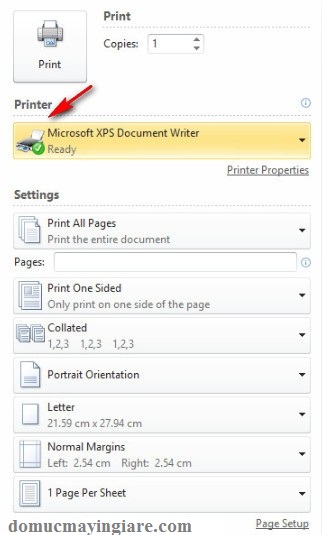 Print
Copies: 1
Print
Printer
Microsoft XPS Document Writer
Ready
Printer Properties
Settings
Print All Pages
Print the entire document
Pages:
Print One Sided
Only print on one side of the page
Collated
1,2,3 1,2,3 1,2,3
Portrait Orientation
Letter
21.59 cm x 27.94 cm
Normal Margins
Left: 2.54 cm Right: 2.54 cm
1 Page Per Sheet
domucmayingiare.com
Page Setup